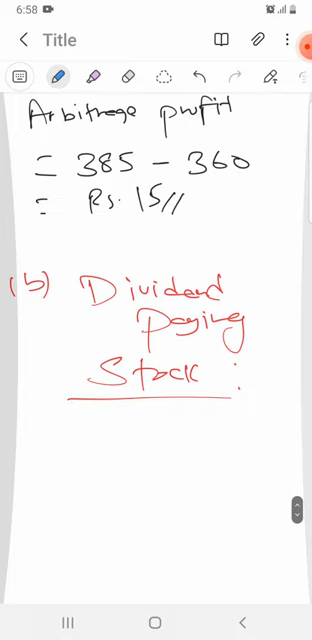 6:58
Title
Arbitrage profit
= 385 - 360
= Rs. 15//
(b) Dividend
Paying
Stock :